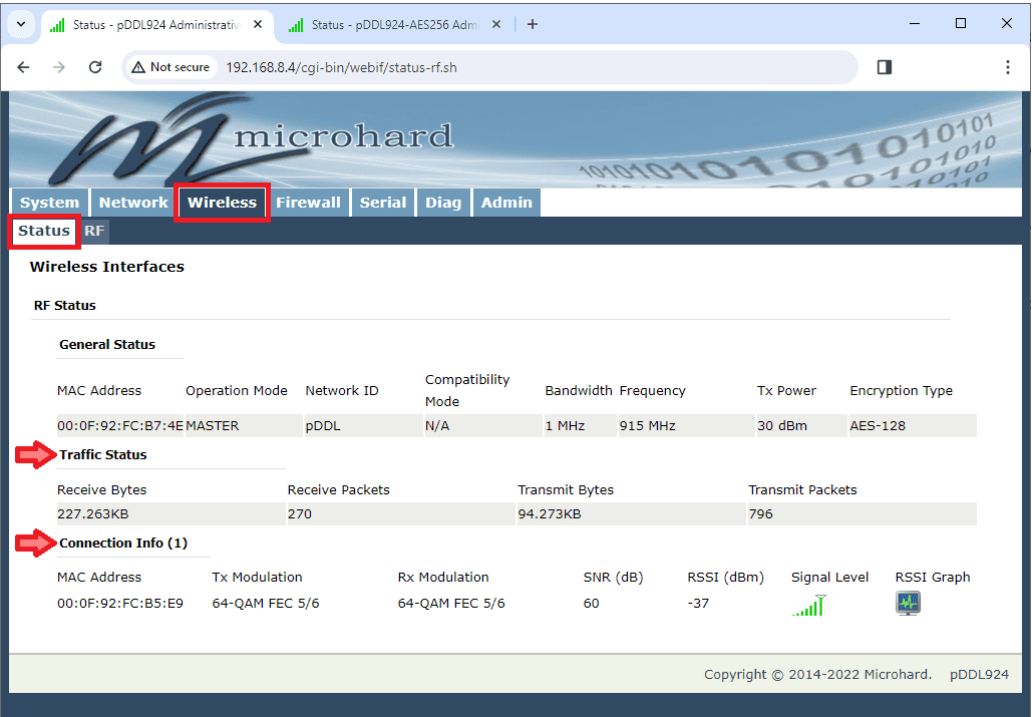 Status - pDDL924 Administrativ
Status - pDDL924-AES256 Adm
Not secure 192.168.8.4/cgi-bin/webif/status-rf.sh
microhard
System Network Wireless Firewall Serial Diag Admin
Status RF
Wireless Interfaces
RF Status
General Status
MAC Address Operation Mode Network ID Compatibility Mode Bandwidth Frequency Tx Power Encryption Type
00:0F:92:FC:B7:4E MASTER pDDL N/A 1 MHz 915 MHz 30 dBm AES-128
Traffic Status
Receive Bytes Receive Packets Transmit Bytes Transmit Packets
227.263KB 270 94.273KB 796
Connection Info (1)
MAC Address Tx Modulation Rx Modulation SNR (dB) RSSI (dBm) Signal Level RSSI Graph
00:0F:92:FC:B5:E9 64-QAM FEC 5/6 64-QAM FEC 5/6 60 -37
Copyright © 2014-2022 Microhard. pDDL924